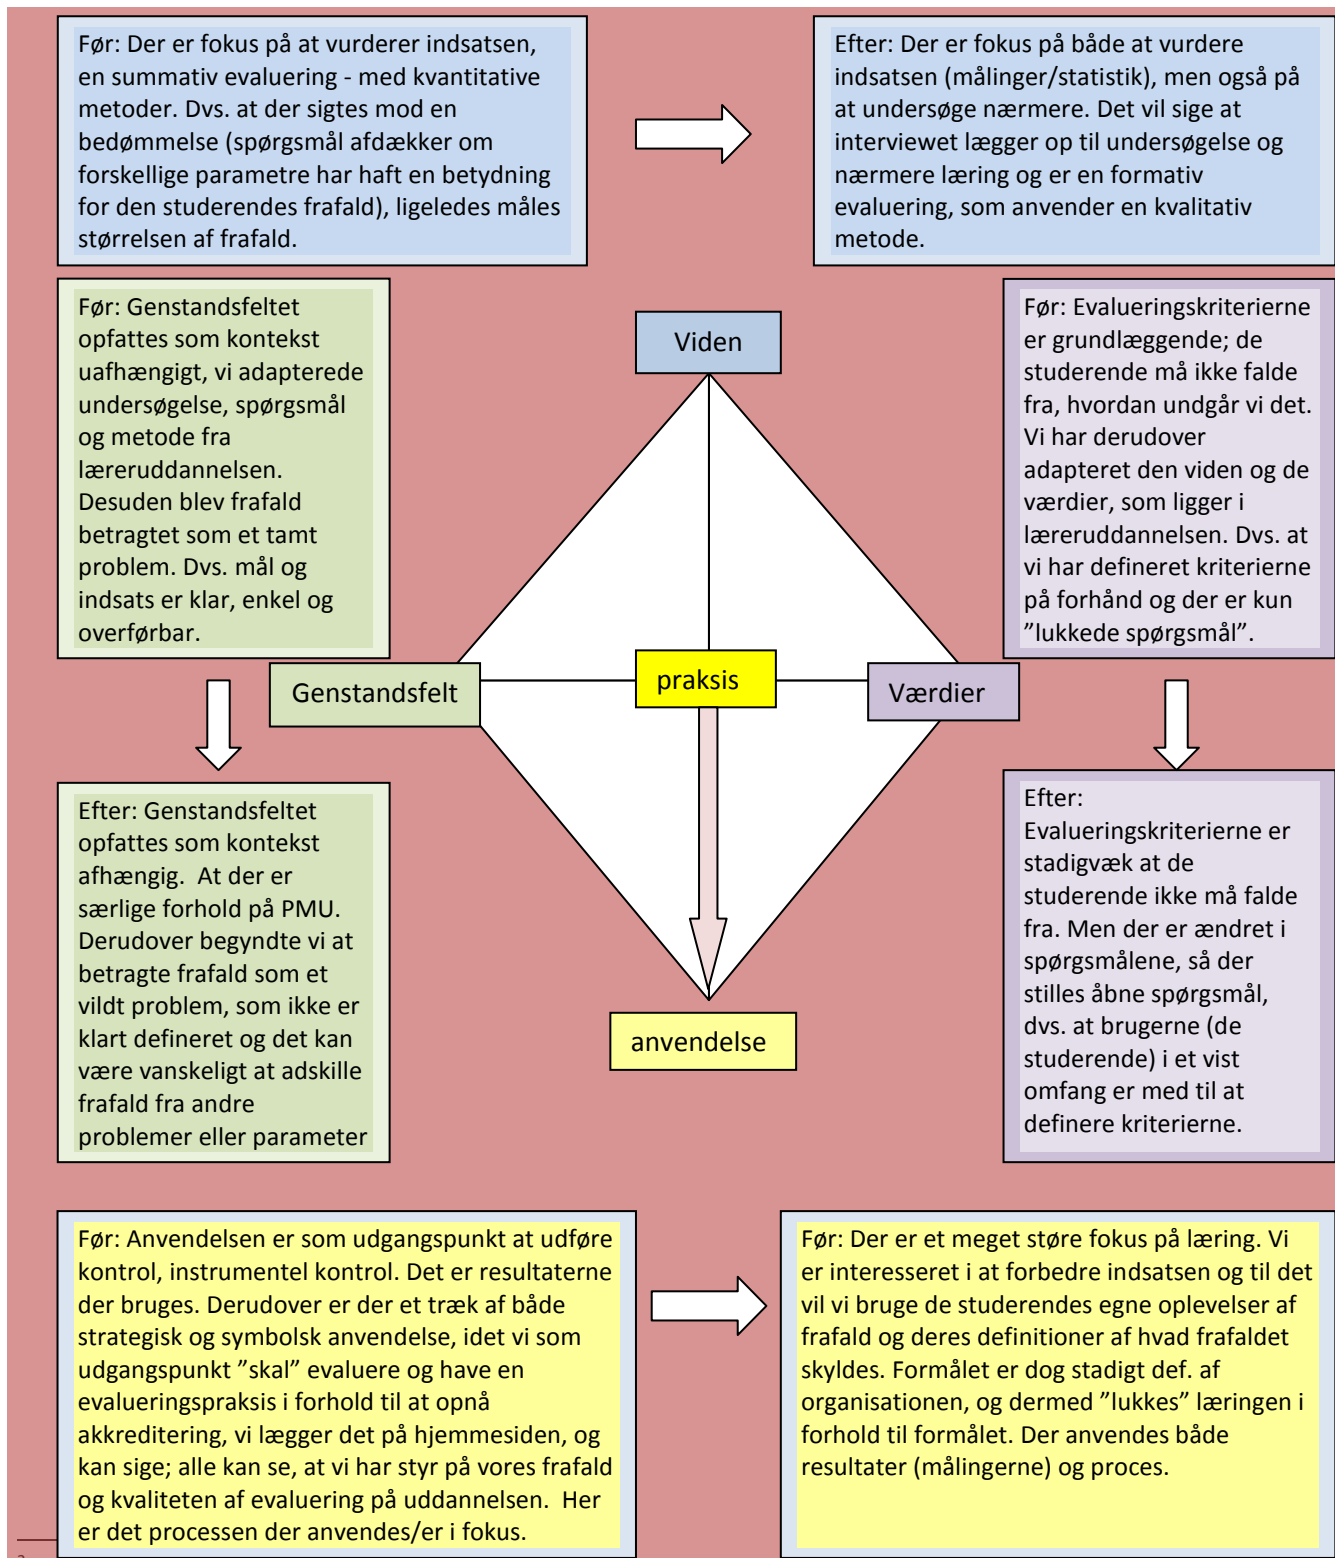 Før: Der er fokus på at vurderer indsatsen,
en summativ evaluering - med kvantitative
metoder. Dvs. at der sigtes mod en
bedømmelse (spørgsmål afdækker om
forskellige parametre har haft en betydning
for den studerendes frafald), ligeledes måles
størrelsen af frafald.
Efter: Der er fokus på både at vurdere
indsatsen (målinger/statistik), men også på
at undersøge nærmere. Det vil sige at
interviewet lægger op til undersøgelse og
nærmere læring og er en formativ
evaluering, som anvender en kvalitativ
metode.
Før: Genstandsfeltet
opfattes som kontekst
uafhængigt, vi adapterede
undersøgelse, spørgsmål
og metode fra
læreruddannelsen.
Desuden blev frafald
betragtet som et tamt
problem. Dvs. mål og
indsats er klar, enkel og
overførbar.
Viden
Før: Evalueringskriterierne
er grundlæggende; de
studerende må ikke falde
fra, hvordan undgår vi det.
Vi har derudover
adapteret den viden og de
værdier, som ligger i
læreruddannelsen. Dvs. at
vi har defineret kriterierne
på forhånd og der er kun
”lukkede spørgsmål”.
Genstandsfelt
praksis
Værdier
Efter: Genstandsfeltet
opfattes som kontekst
afhængig.  At der er
særlige forhold på PMU.
Derudover begyndte vi at
betragte frafald som et
vildt problem, som ikke er
klart defineret og det kan
være vanskeligt at adskille
frafald fra andre
problemer eller parameter
anvendelse
Efter:
Evalueringskriterierne er
stadigvæk at de
studerende ikke må falde
fra. Men der er ændret i
spørgsmålene, så der
stilles åbne spørgsmål,
dvs. at brugerne (de
studerende) i et vist
omfang er med til at
definere kriterierne.
Før: Anvendelsen er som udgangspunkt at udføre
kontrol, instrumentel kontrol. Det er resultaterne
der bruges. Derudover er der et træk af både
strategisk og symbolsk anvendelse, idet vi som
udgangspunkt ”skal” evaluere og have en
evalueringspraksis i forhold til at opnå
akkreditering, vi lægger det på hjemmesiden, og
kan sige; alle kan se, at vi har styr på vores frafald
og kvaliteten af evaluering på uddannelsen.  Her
er det processen der anvendes/er i fokus.
Før: Der er et meget større fokus på læring. Vi
er interesseret i at forbedre indsatsen og til det
vil vi bruge de studerendes egne oplevelser af
frafald og deres definitioner af hvad frafaldet
skyldes. Formålet er dog stadigt def. af
organisationen, og dermed ”lukkes” læringen i
forhold til formålet. Der anvendes både
resultater (målingerne) og proces.